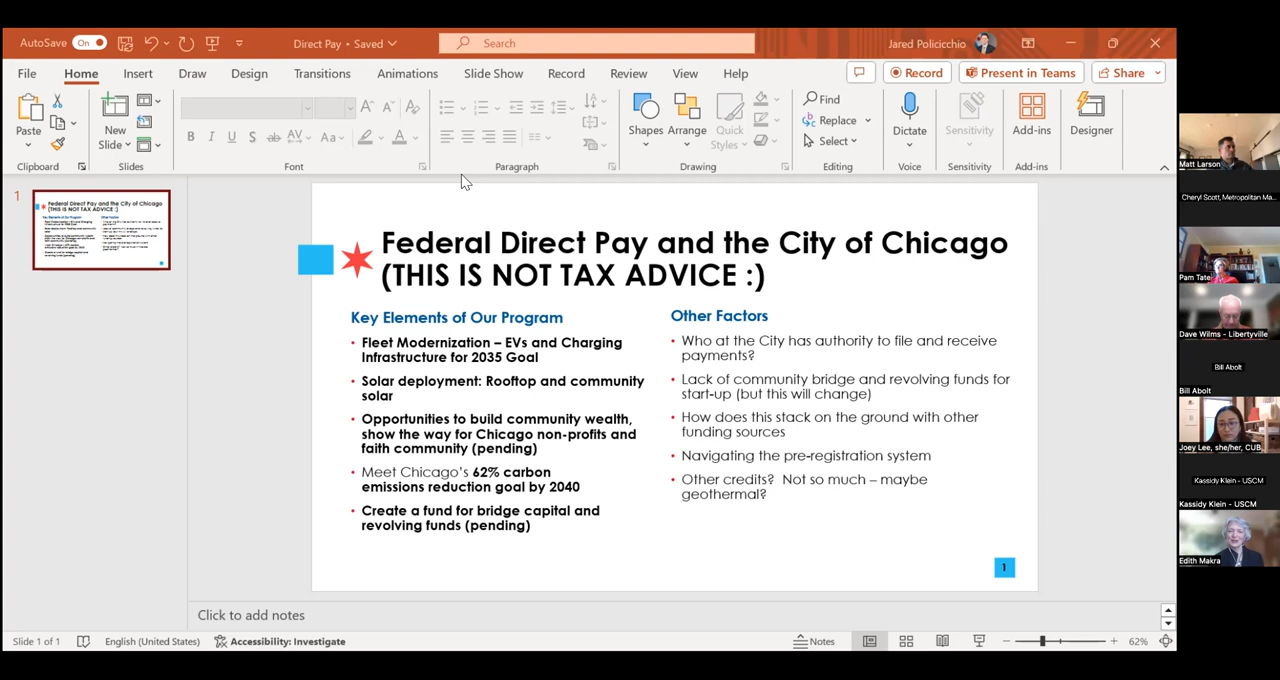 AutoSave On Direct Pay • Saved Search Jared Policicchio
File Home Insert Draw Design Transitions Animations Slide Show Record Review View Help Record Present in Teams Share
Paste
New
Slide
B I U S ab AV Aa A
Shapes Arrange Quick
Styles
Find
Replace
Select
Dictate Sensitivity Add-ins Designer
Clipboard Slides Font Paragraph Drawing Editing Voice Sensitivity Add-ins
1
Federal Direct Pay and the City of Chicago
(THIS IS NOT TAX ADVICE :)
Key Elements of Our Program
• Fleet Modernization – EVs and Charging
Infrastructure for 2035 Goal
• Solar deployment: Rooftop and community
solar
• Opportunities to build community wealth,
show the way for Chicago non-profits and
faith community (pending)
• Meet Chicago's 62% carbon
emissions reduction goal by 2040
• Create a fund for bridge capital and
revolving funds (pending)
Other Factors
• Who at the City has authority to file and receive
payments?
• Lack of community bridge and revolving funds for
start-up (but this will change)
• How does this stack on the ground with other
funding sources
• Navigating the pre-registration system
• Other credits? Not so much – maybe
geothermal?
1
Click to add notes
Slide 1 of 1 English (United States) Accessibility: Investigate Notes 62%
Matt Larson
Cheryl Scott, Metropolitan Ma...
Pam Tate
Dave Wilms - Libertyville
Bill Abolt
Bill Abolt
Joey Lee, she/her, CUB
Kassidy Klein - USCM
Kassidy Klein - USCM
Edith Makra